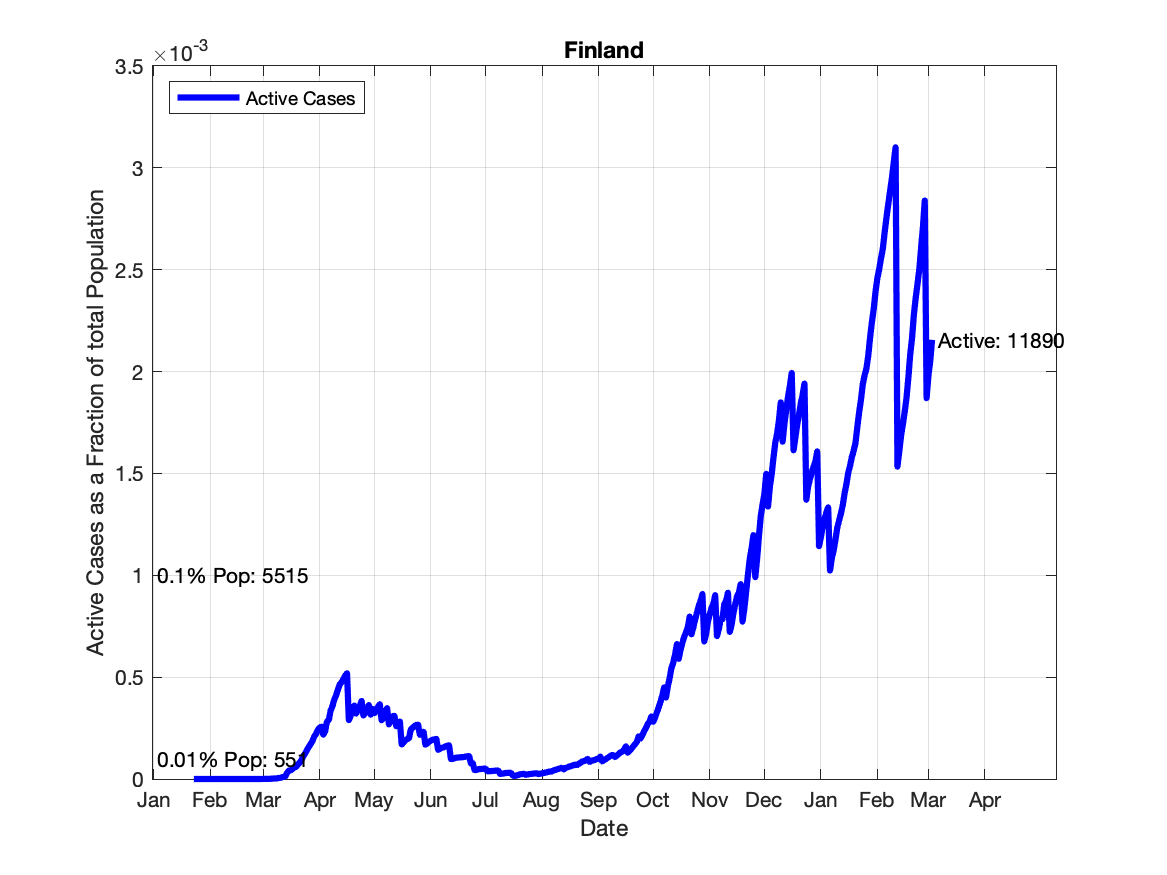 Finland
×10-3
3.5
3
2.5
2
1.5
1
0.5
0
Active Cases as a Fraction of total Population
Active Cases
Active: 11890
0.1% Pop: 5515
0.01% Pop: 551
Jan Feb Mar Apr May Jun Jul Aug Sep Oct Nov Dec Jan Feb Mar Apr
Date